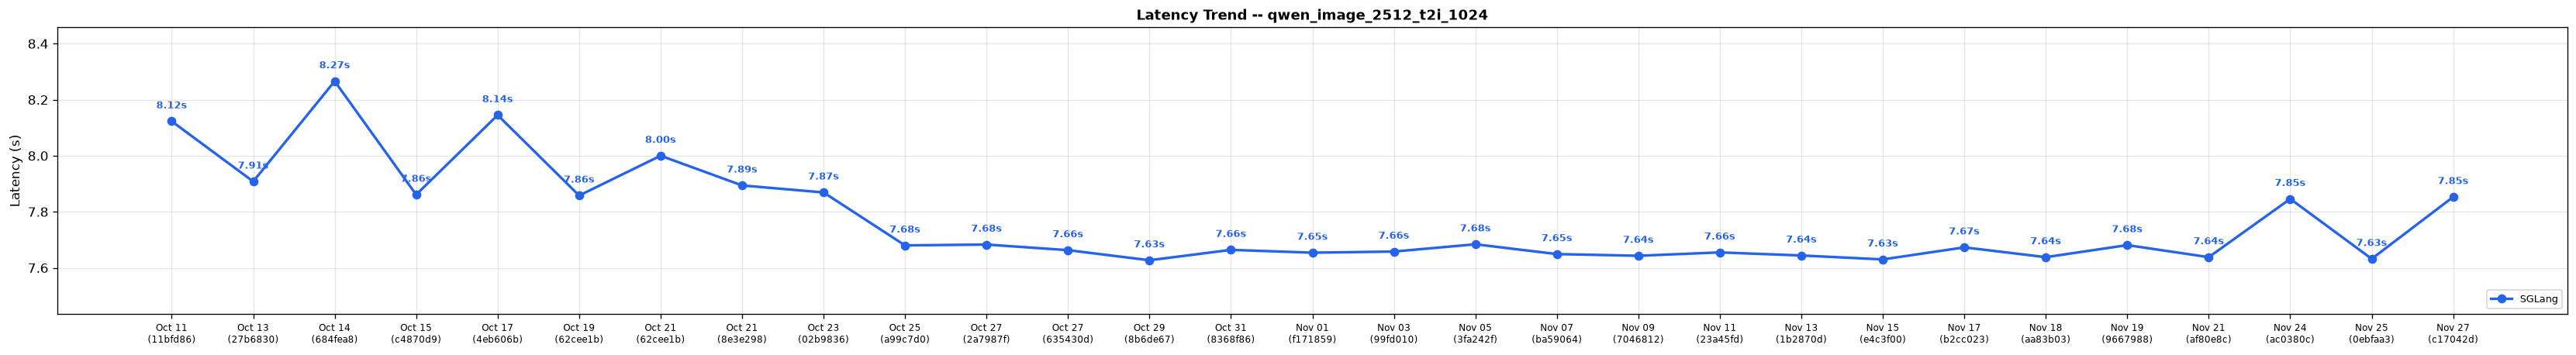 Latency Trend -- qwen_image_2512_t2i_1024
Latency (s)
8.4
8.2
8.0
7.8
7.6
8.12s
7.91s
8.27s
7.86s
8.14s
7.86s
8.00s
7.89s
7.87s
7.68s
7.68s
7.66s
7.63s
7.66s
7.65s
7.66s
7.68s
7.65s
7.64s
7.66s
7.64s
7.63s
7.67s
7.64s
7.68s
7.64s
7.85s
7.63s
7.85s
SGLang
Oct 11
(11bfd86)
Oct 13
(27b6830)
Oct 14
(684fea8)
Oct 15
(c4870d9)
Oct 17
(4eb606b)
Oct 19
(62cee1b)
Oct 21
(62cee1b)
Oct 21
(8e3e298)
Oct 23
(02b9836)
Oct 25
(a99c7d0)
Oct 27
(2a7987f)
Oct 27
(635430d)
Oct 29
(8b6de67)
Oct 31
(8368f86)
Nov 01
(f171859)
Nov 03
(99fd010)
Nov 05
(3fa242f)
Nov 07
(ba59064)
Nov 09
(7046812)
Nov 11
(23a45fd)
Nov 13
(1b2870d)
Nov 15
(e4c3f00)
Nov 17
(b2cc023)
Nov 18
(aa83b03)
Nov 19
(9667988)
Nov 21
(af80e8c)
Nov 24
(ac0380c)
Nov 25
(0ebfaa3)
Nov 27
(c17042d)